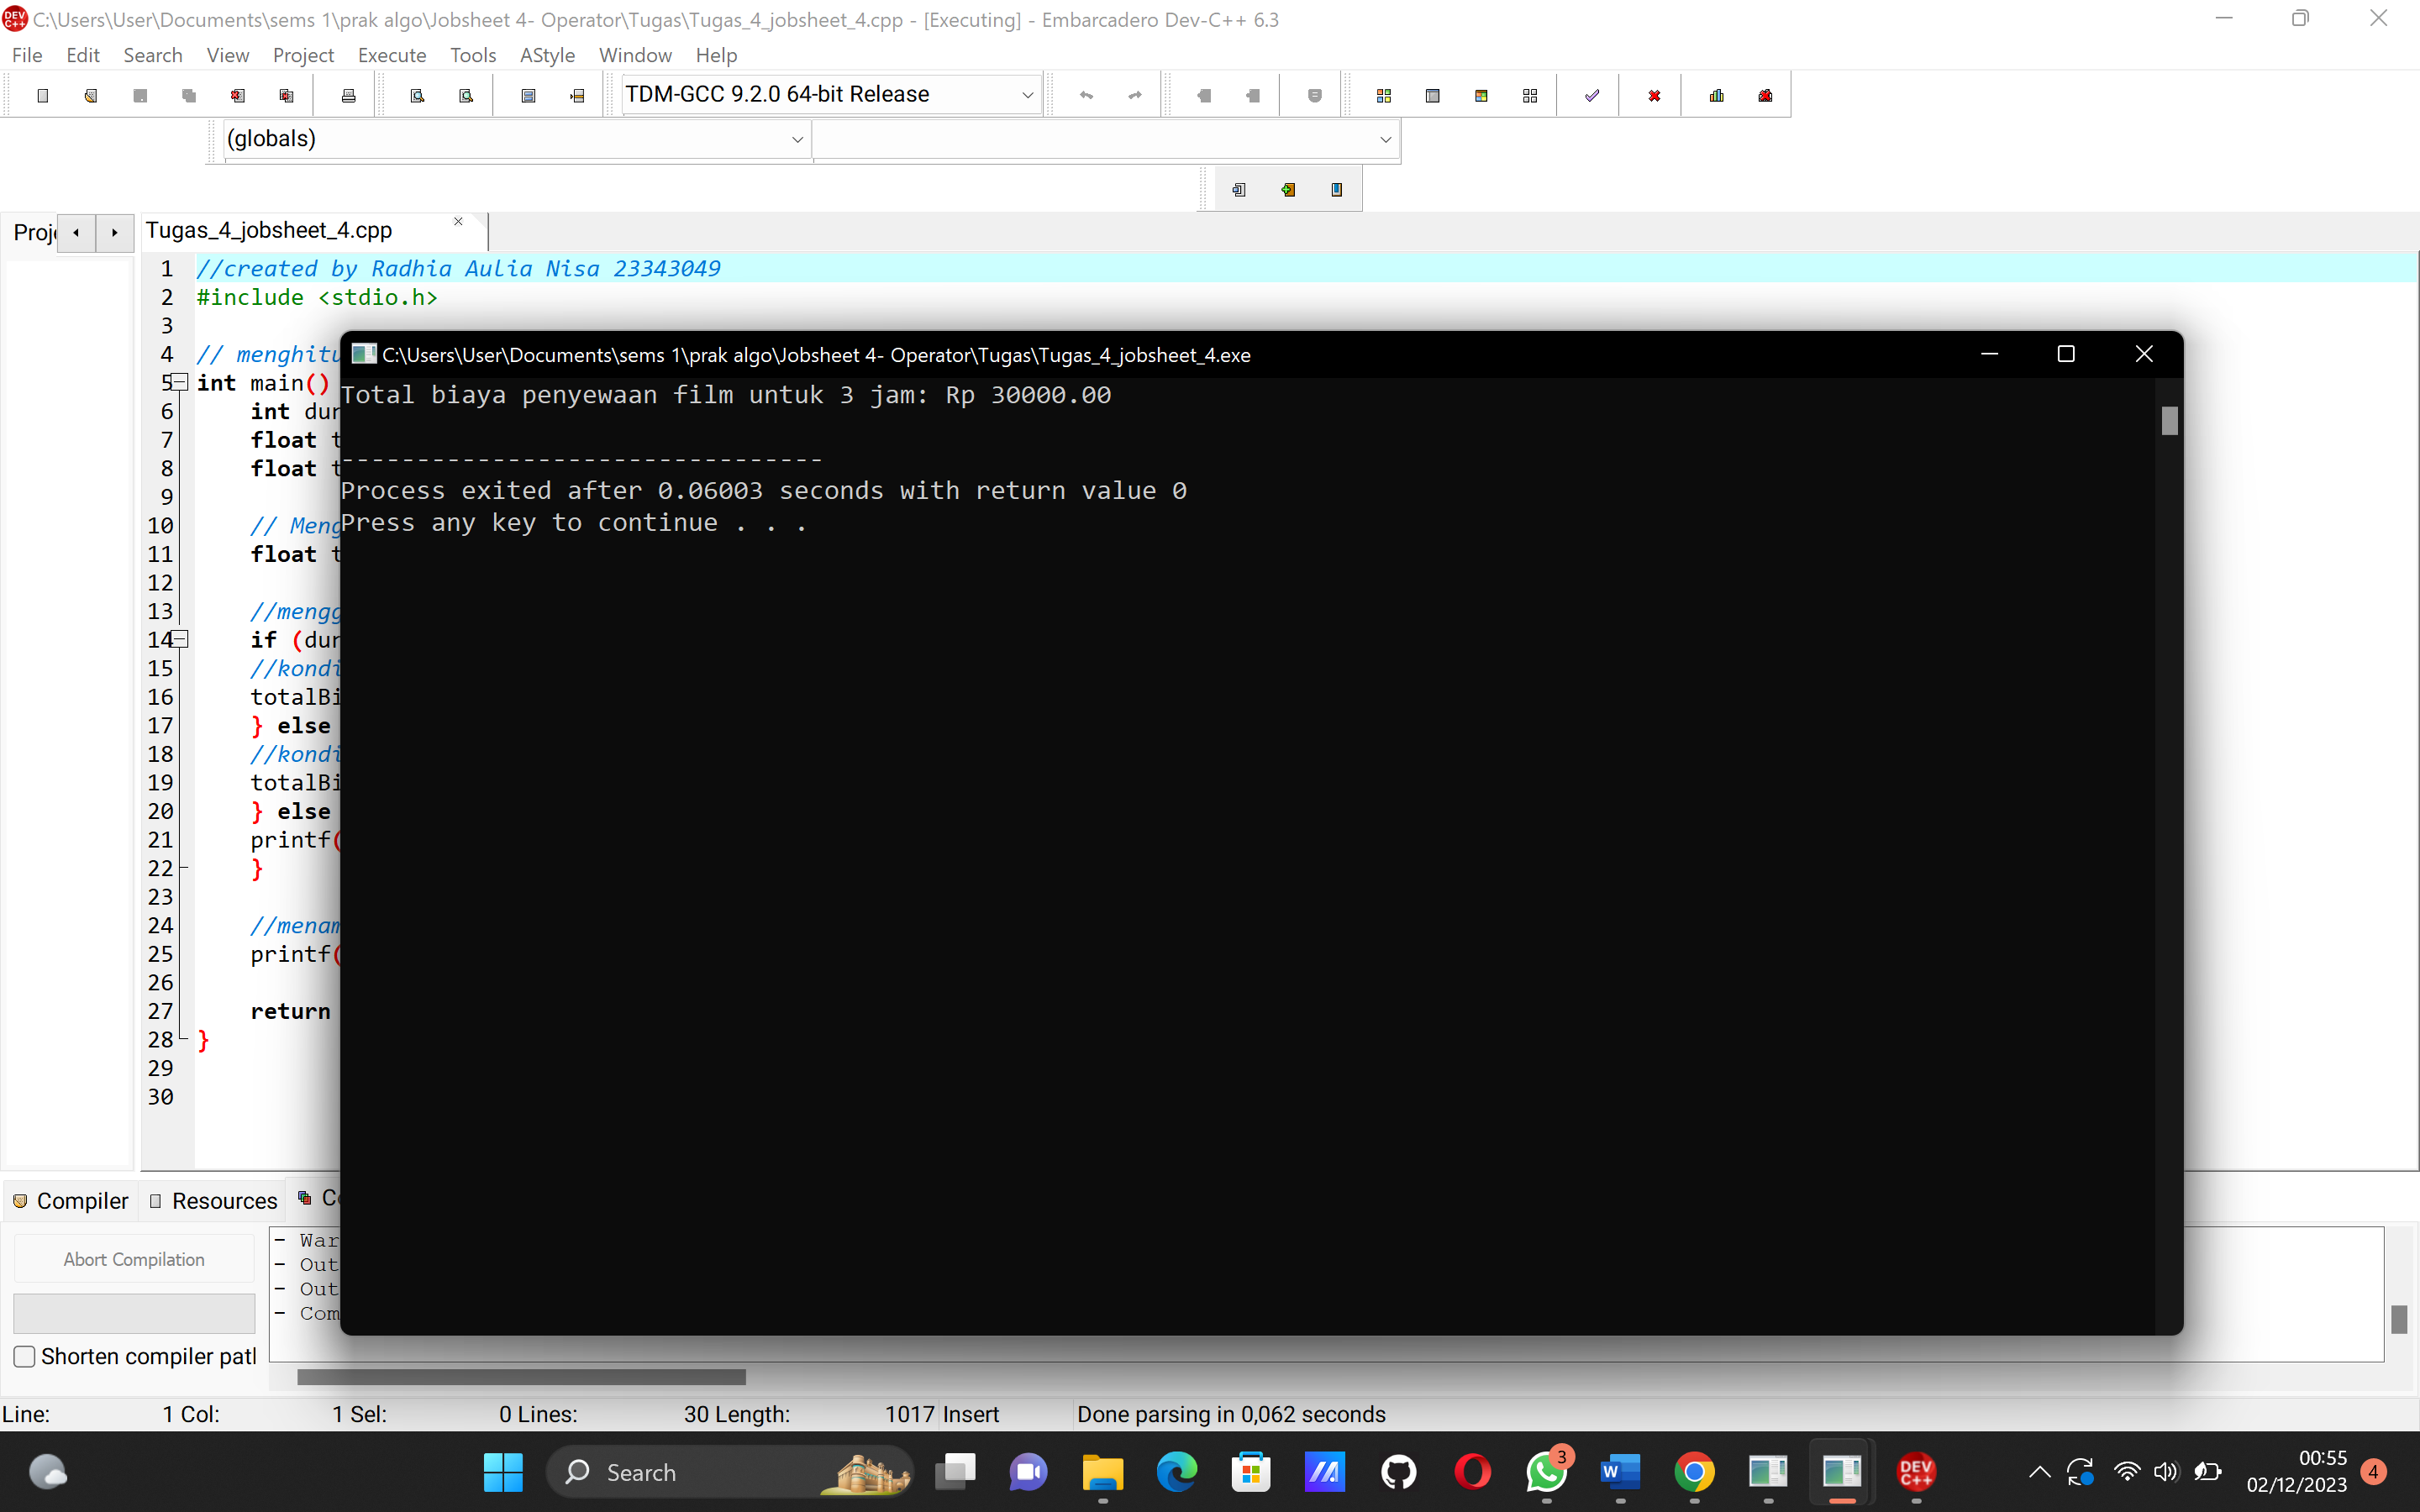 C:\Users\User\Documents\sems 1\prak algo\Jobsheet 4- Operator\Tugas\Tugas_4_jobsheet_4.cpp - [Executing] - Embarcadero Dev-C++ 6.3
File Edit Search View Project Execute Tools AStyle Window Help
TDM-GCC 9.2.0 64-bit Release
(globals)
Proj
Tugas_4_jobsheet_4.cpp
1 //created by Radhia Aulia Nisa 23343049
2 #include <stdio.h>
3
4 // menghitu
5 int main()
6 int dur
7 float t
8 float t
9
10 // Meng
11 float t
12
13 //mengg
14 if (dur
15 //kondi
16 totalBi
17 } else
18 //kondi
19 totalBi
20 } else
21 printf(
22 }
23
24 //menam
25 printf(
26
27 return
28 }
29
30
C:\Users\User\Documents\sems 1\prak algo\Jobsheet 4- Operator\Tugas\Tugas_4_jobsheet_4.exe
Total biaya penyewaan film untuk 3 jam: Rp 30000.00
--------------------------------
Process exited after 0.06003 seconds with return value 0
Press any key to continue . . .
Compiler Resources Co
Abort Compilation
Shorten compiler pat
- War
- Out
- Out
- Com
Line: 1 Col: 1 Sel: 0 Lines: 30 Length: 1017 Insert Done parsing in 0,062 seconds
Search
3
DEV C++
00:55
02/12/2023
4